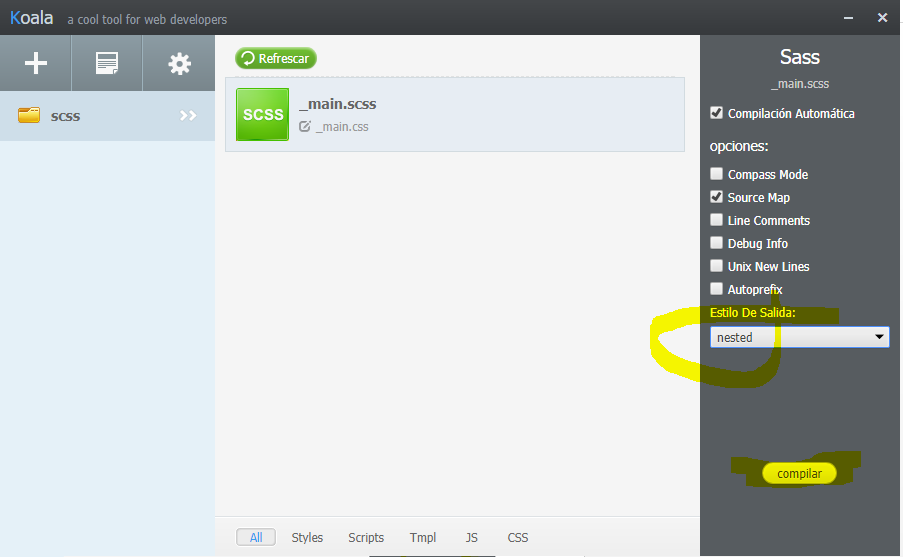 Koala a cool tool for web developers
scss
Refrescar
SCSS
_main.scss
_main.css
All Styles Scripts Tmpl JS CSS
Sass
_main.scss
Compilación Automática
opciones:
Compass Mode
Source Map
Line Comments
Debug Info
Unix New Lines
Autoprefix
Estilo De Salida:
nested
compilar